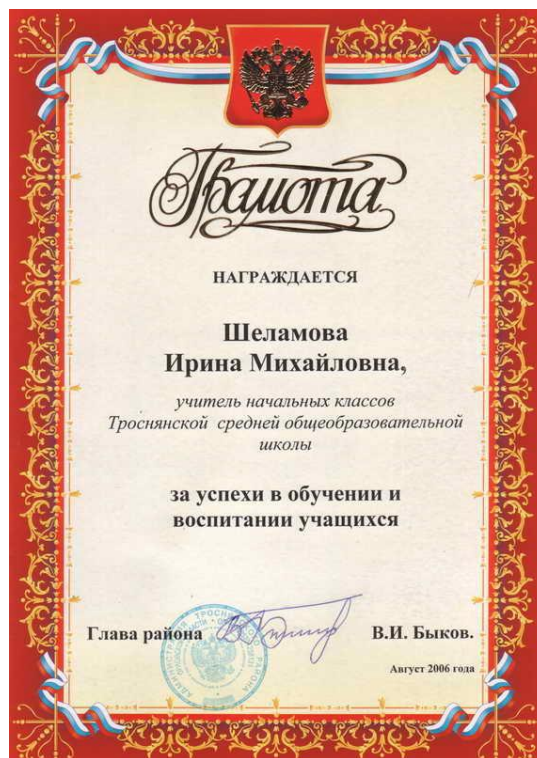 Грамота
НАГРАЖДАЕТСЯ
Шеламова
Ирина Михайловна,
учитель начальных классов
Троснянской средней общеобразовательной
школы
за успехи в обучении и
воспитании учащихся
Глава района
В.И. Быков.
Август 2006 года